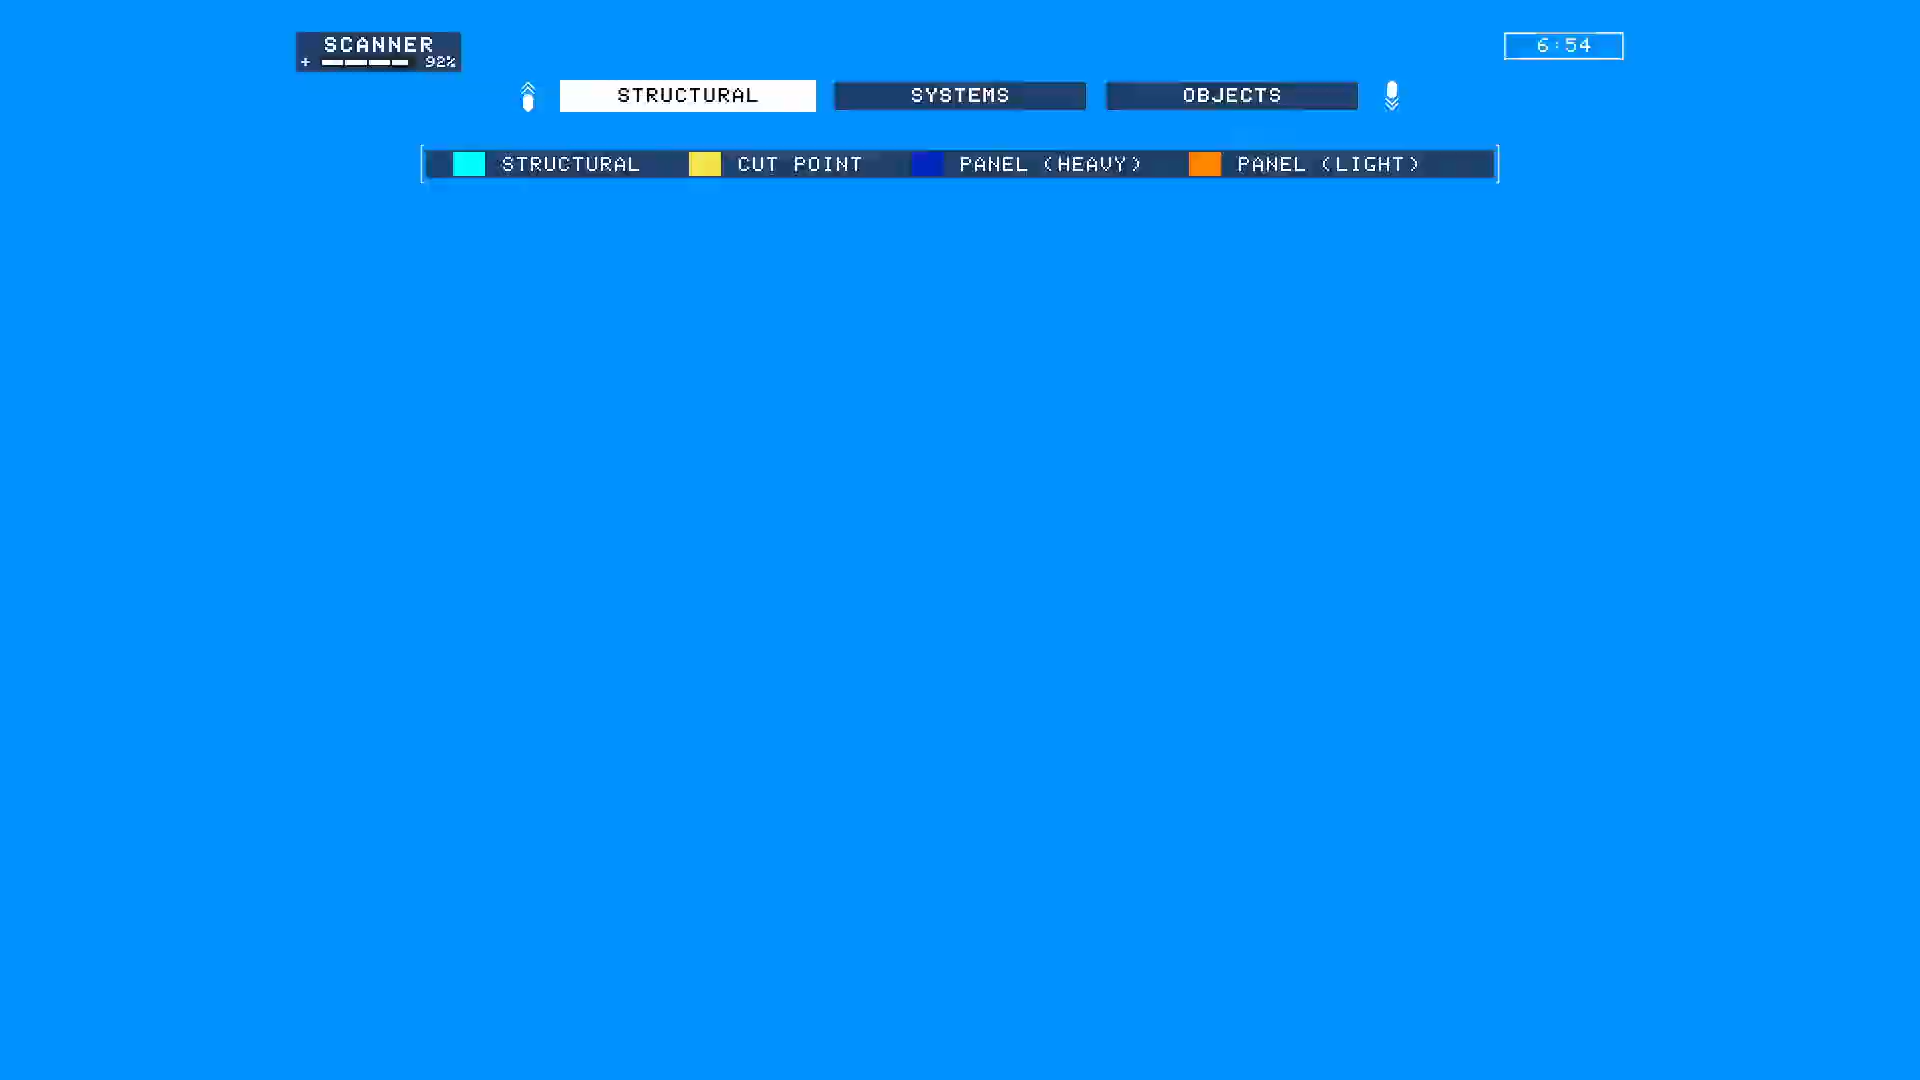 SCANNER
+ 92%
6:54
STRUCTURAL SYSTEMS OBJECTS
STRUCTURAL CUT POINT PANEL (HEAVY) PANEL (LIGHT)